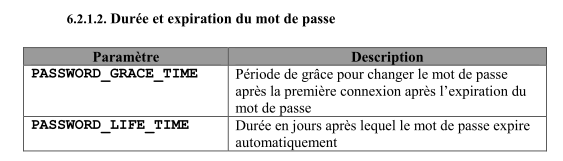 6.2.1.2. Durée et expiration du mot de passe
Paramètre Description
PASSWORD_GRACE_TIME Période de grâce pour changer le mot de passe
après la première connexion après l'expiration du
mot de passe
PASSWORD_LIFE_TIME Durée en jours après lequel le mot de passe expire
automatiquement